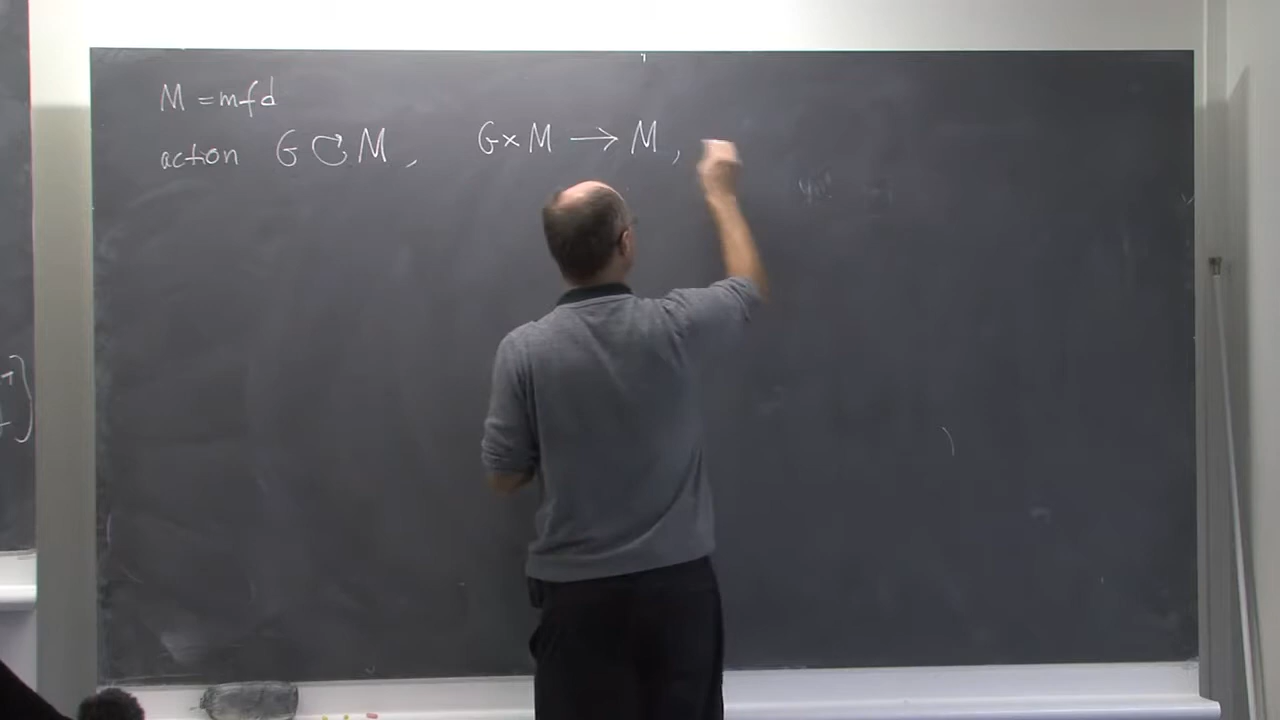 M = mfd
action G ↻ M, G × M → M,